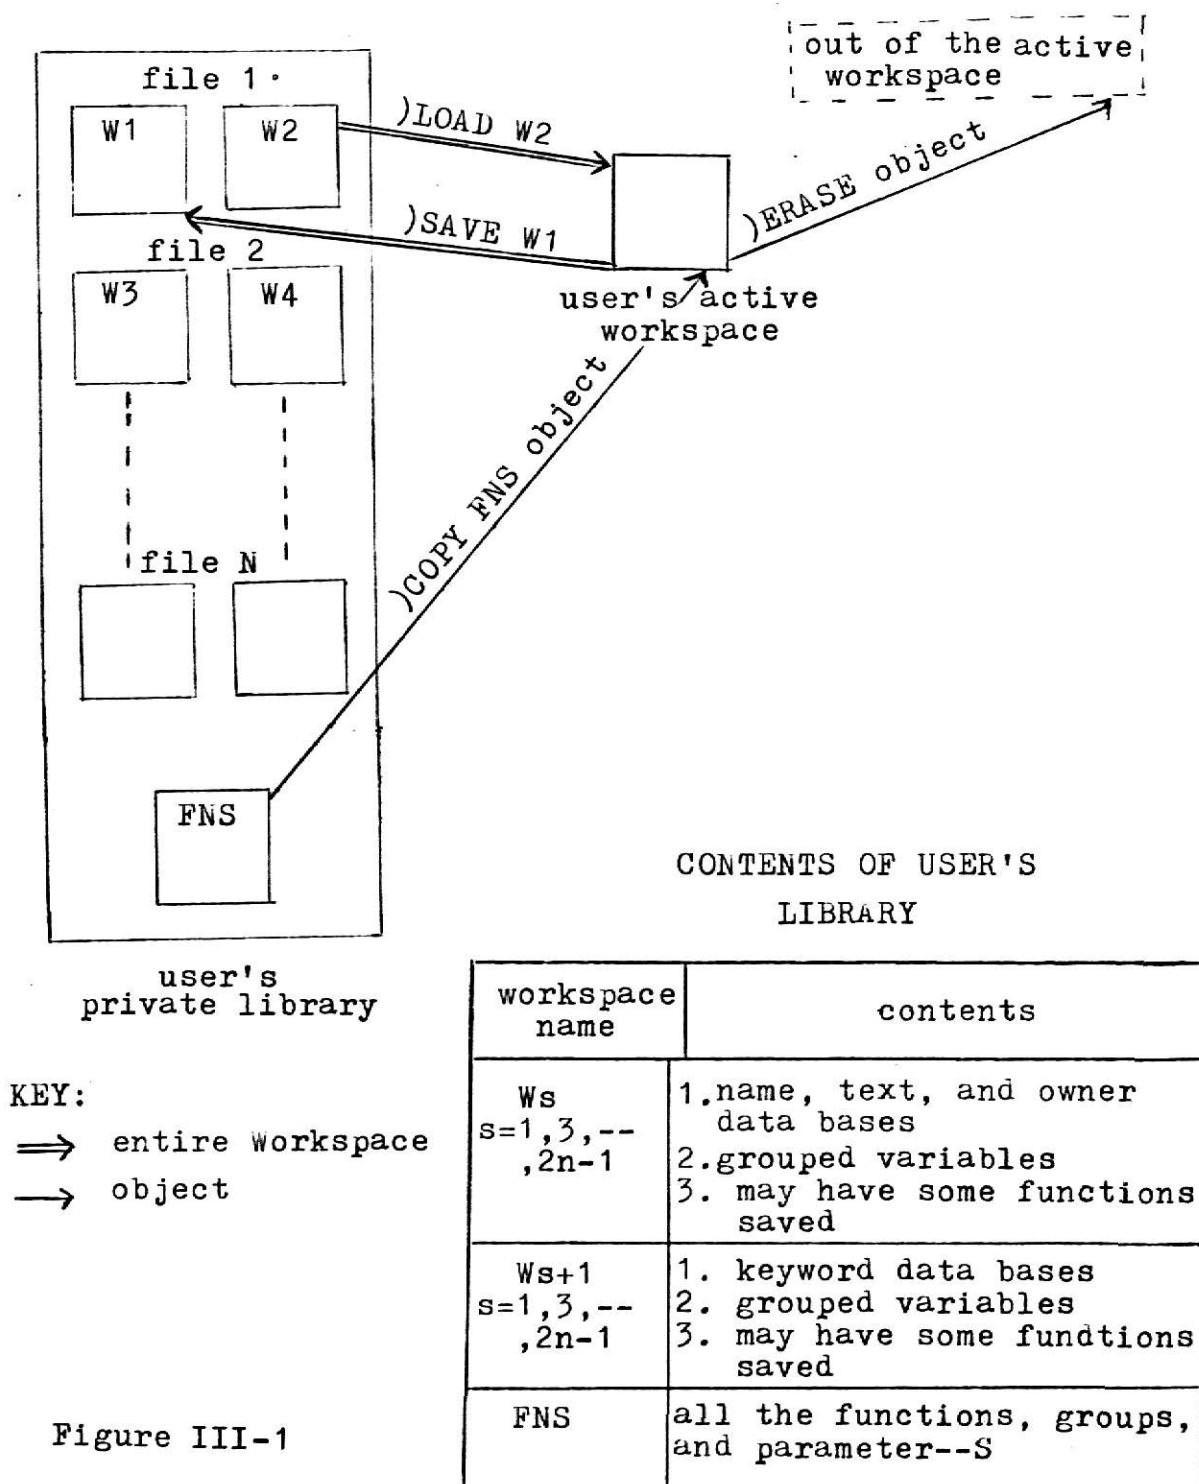 out of the active
workspace
file 1
W1
W2
)LOAD W2
)SAVE W1
)ERASE object
file 2
W3
W4
user's active
workspace
)COPY FNS object
file N
FNS
user's
private library
KEY:
entire Workspace
object
Figure III-1
CONTENTS OF USER'S
LIBRARY
workspace
name
contents
Ws
s=1,3,--
,2n-1
1.name, text, and owner
data bases
2.grouped variables
3. may have some functions
saved
Ws+1
s=1,3,--
,2n-1
1. keyword data bases
2. grouped variables
3. may have some fundtions
saved
FNS
all the functions, groups,
and parameter--S